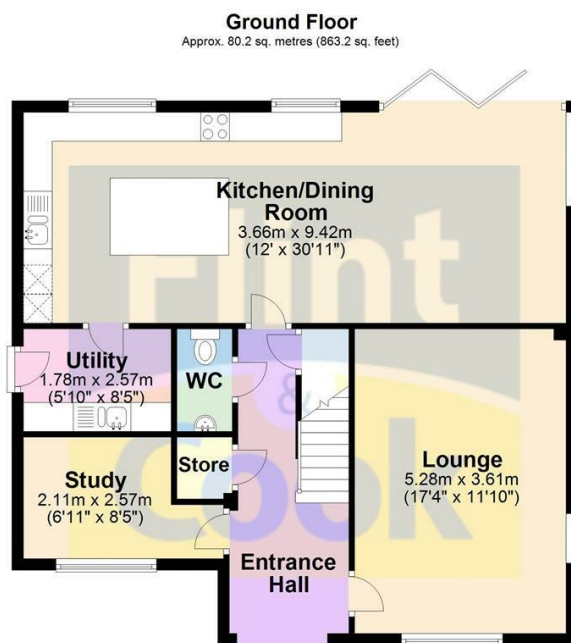 Ground Floor
Approx. 80.2 sq. metres (863.2 sq. feet)
Kitchen/Dining
Room
3.66m x 9.42m
(12' x 30'11")
Flint
Utility
1.78m x 2.57m
(5'10" x 8'5")
WC
&
Store
Cook
Study
2.11m x 2.57m
(6'11" x 8'5")
Lounge
5.28m x 3.61m
(17'4" x 11'10")
Entrance
Hall